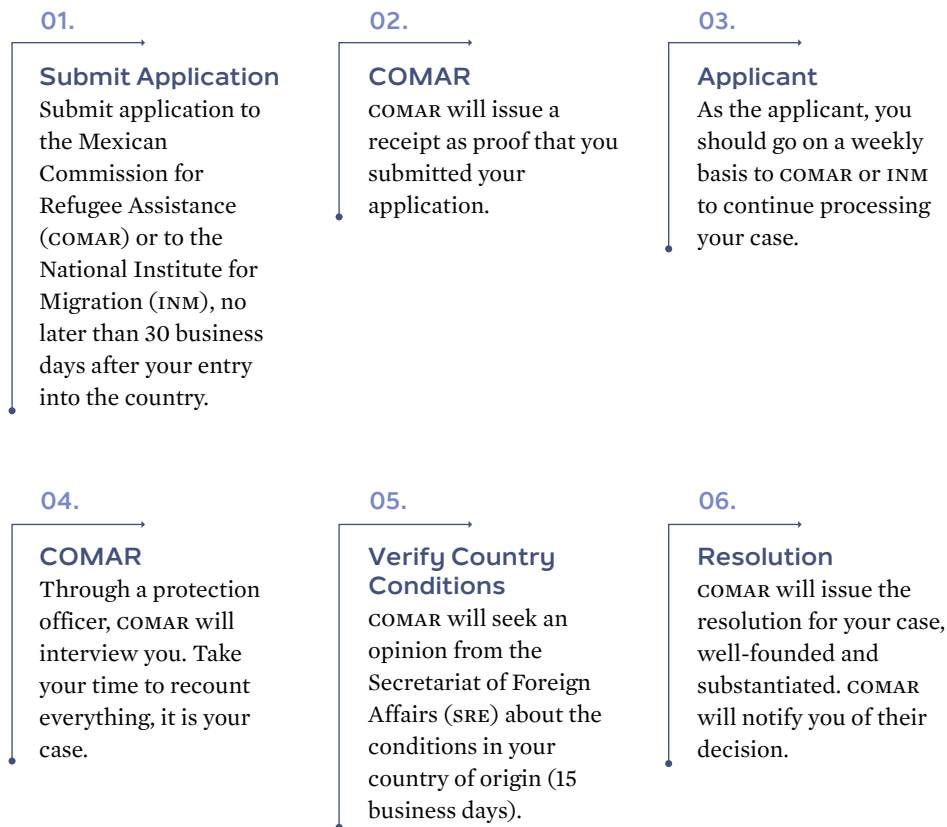 01.
Submit Application
Submit application to
the Mexican
Commission for
Refugee Assistance
(COMAR) or to the
National Institute for
Migration (INM), no
later than 30 business
days after your entry
into the country.
02.
COMAR
COMAR will issue a
receipt as proof that you
submitted your
application.
03.
Applicant
As the applicant, you
should go on a weekly
basis to COMAR or INM
to continue processing
your case.
04.
COMAR
Through a protection
officer, COMAR will
interview you. Take
your time to recount
everything, it is your
case.
05.
Verify Country
Conditions
COMAR will seek an
opinion from the
Secretariat of Foreign
Affairs (SRE) about the
conditions in your
country of origin (15
business days).
06.
Resolution
COMAR will issue the
resolution for your case,
well-founded and
substantiated. COMAR
will notify you of their
decision.